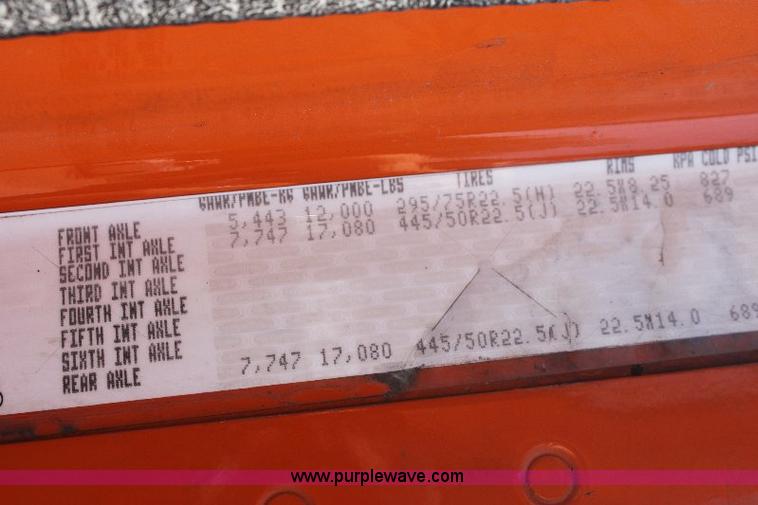 GAWR/PNBE-KG GAWR/PNBE-LBS TIRES RIMS KPA COLD PSI
FRONT AXLE 5,443 12,000 295/75R22.5(H) 22.5X8.25 827
FIRST INT AXLE 7,747 17,080 445/50R22.5(J) 22.5X14.0 689
SECOND INT AXLE
THIRD INT AXLE
FOURTH INT AXLE
FIFTH INT AXLE
SIXTH INT AXLE
REAR AXLE 7,747 17,080 445/50R22.5(J) 22.5X14.0 689
www.purplewave.com